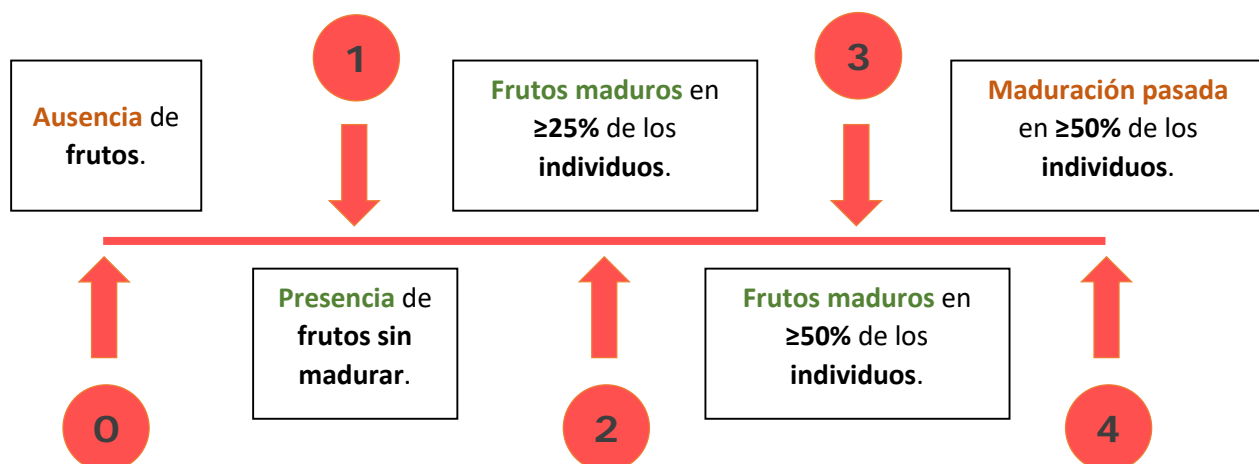 0
Ausencia de
frutos.
1
Presencia de
frutos sin
madurar.
2
Frutos maduros en
≥25% de los
individuos.
3
Frutos maduros en
≥50% de los
individuos.
4
Maduración pasada
en ≥50% de los
individuos.